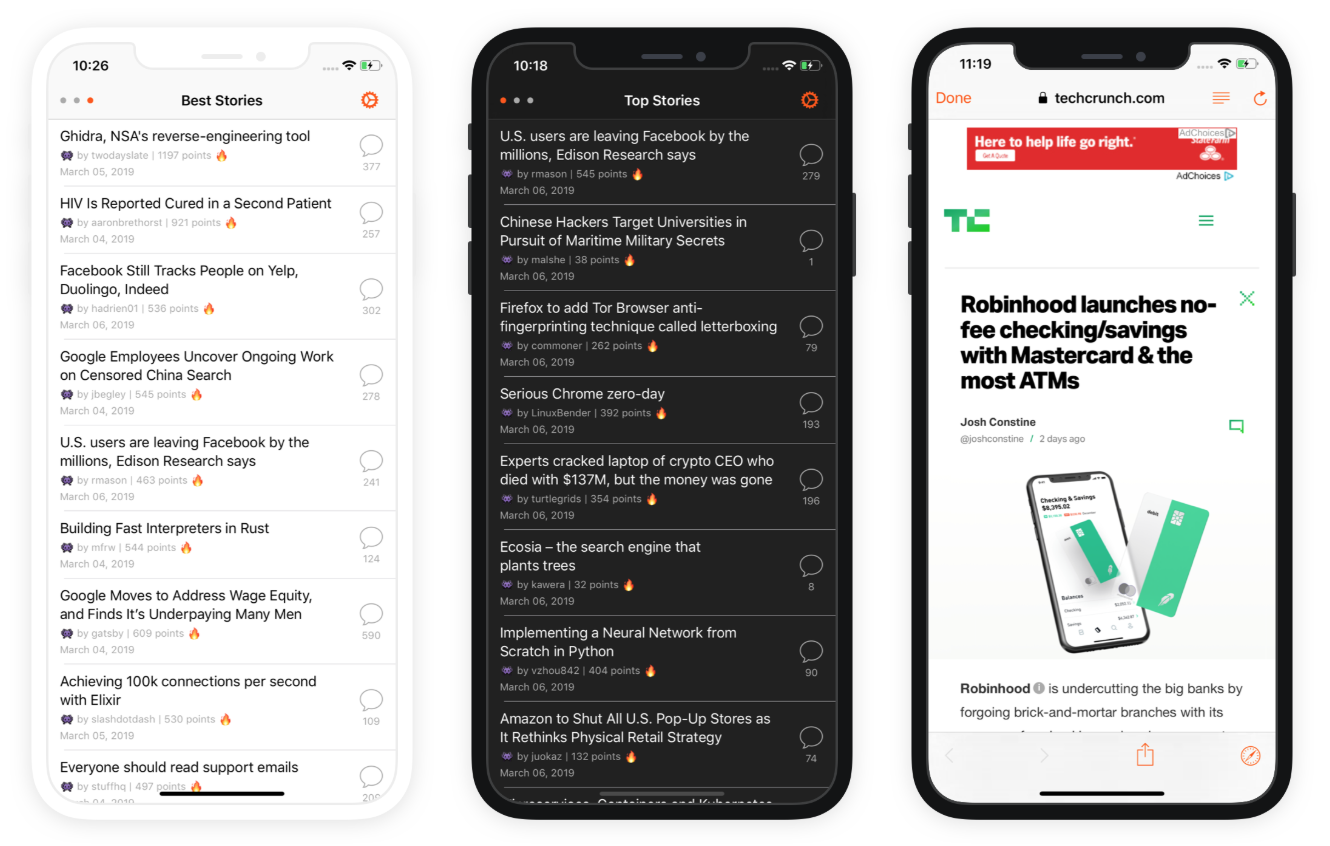 10:26
Best Stories
Ghidra, NSA's reverse-engineering tool
by twodayslate | 1197 points
377
March 05, 2019
HIV Is Reported Cured in a Second Patient
by aaronbrethorst | 921 points
257
March 04, 2019
Facebook Still Tracks People on Yelp,
Duolingo, Indeed
by hadrien01 | 536 points
302
March 06, 2019
Google Employees Uncover Ongoing Work
on Censored China Search
by jbegley | 545 points
278
March 04, 2019
U.S. users are leaving Facebook by the
millions, Edison Research says
by rmason | 463 points
241
March 06, 2019
Building Fast Interpreters in Rust
by mfrw | 544 points
124
March 04, 2019
Google Moves to Address Wage Equity,
and Finds It's Underpaying Many Men
by gatsby | 609 points
590
March 04, 2019
Achieving 100k connections per second
with Elixir
by slashdotdash | 530 points
109
March 05, 2019
Everyone should read support emails
by stuffhq | 497 points
209
March 04, 2019
10:18
Top Stories
U.S. users are leaving Facebook by the
millions, Edison Research says
by rmason | 545 points
279
March 06, 2019
Chinese Hackers Target Universities in
Pursuit of Maritime Military Secrets
by malshe | 38 points
1
March 06, 2019
Firefox to add Tor Browser anti-
fingerprinting technique called letterboxing
by commoner | 262 points
79
March 06, 2019
Serious Chrome zero-day
by LinuxBender | 392 points
193
March 06, 2019
Experts cracked laptop of crypto CEO who
died with $137M, but the money was gone
by turtlegrids | 354 points
196
March 06, 2019
Ecosia – the search engine that
plants trees
by kawera | 32 points
8
March 06, 2019
Implementing a Neural Network from
Scratch in Python
by vzhou842 | 404 points
90
March 06, 2019
Amazon to Shut All U.S. Pop-Up Stores as
It Rethinks Physical Retail Strategy
by juokaz | 132 points
74
March 06, 2019
Containers and Kubernetes
11:19
Done
techcrunch.com
AdChoices
Here to help life go right.
StateFarm
Get A Quote
AdChoices
TC
Robinhood launches no-
fee checking/savings
with Mastercard & the
most ATMs
Josh Constine
@joshconstine / 2 days ago
Checking & Savings
$8,395.02
debit
Balances
Checking
Savings
Robinhood is undercutting the big banks by
forgoing brick-and-mortar branches with its